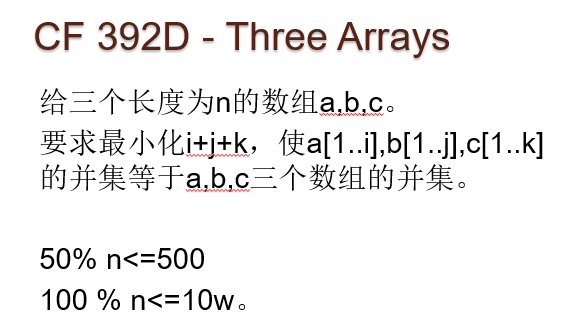 CF 392D - Three Arrays
给三个长度为n的数组a,b,c。
要求最小化i+j+k，使a[1..i],b[1..j],c[1..k]
的并集等于a,b,c三个数组的并集。
50% n<=500
100 % n<=10w。